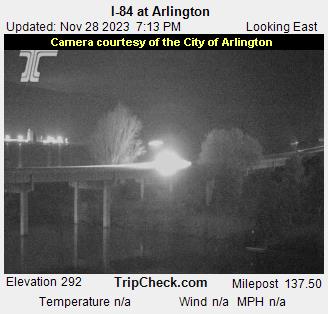 I-84 at Arlington
Updated: Nov 28 2023 7:13 PM Looking East
Camera courtesy of the City of Arlington
Elevation 292 TripCheck.com Milepost 137.50
Temperature n/a Wind n/a MPH n/a